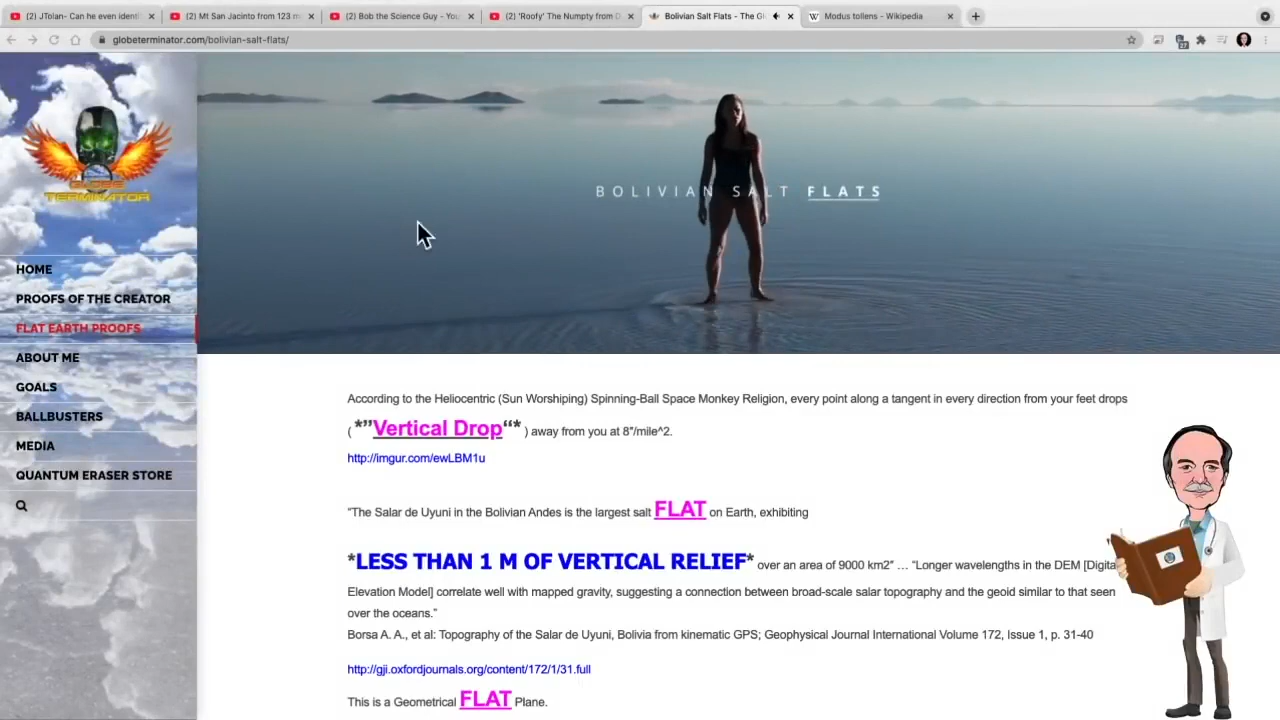 (2) JTolan- Can he even identi
(2) Mt San Jacinto from 123 m
(2) Bob the Science Guy - You
(2) 'Roofy' The Numpty from D
Bolivian Salt Flats - The Gl
Modus tollens - Wikipedia
globeterminator.com/bolivian-salt-flats/
27
GLOBE
TERMINATOR
BOLIVIAN SALT FLATS
HOME
PROOFS OF THE CREATOR
FLAT EARTH PROOFS
ABOUT ME
GOALS
BALLBUSTERS
MEDIA
QUANTUM ERASER STORE
According to the Heliocentric (Sun Worshiping) Spinning-Ball Space Monkey Religion, every point along a tangent in every direction from your feet drops
( *”Vertical Drop“* ) away from you at 8″/mile^2.
http://imgur.com/ewLBM1u
”The Salar de Uyuni in the Bolivian Andes is the largest salt FLAT on Earth, exhibiting
*LESS THAN 1 M OF VERTICAL RELIEF* over an area of 9000 km2″ … “Longer wavelengths in the DEM [Digita
Elevation Model] correlate well with mapped gravity, suggesting a connection between broad-scale salar topography and the geoid similar to that seen
over the oceans.”
Borsa A. A., et al: Topography of the Salar de Uyuni, Bolivia from kinematic GPS; Geophysical Journal International Volume 172, Issue 1, p. 31-40
http://gji.oxfordjournals.org/content/172/1/31.full
This is a Geometrical FLAT Plane.